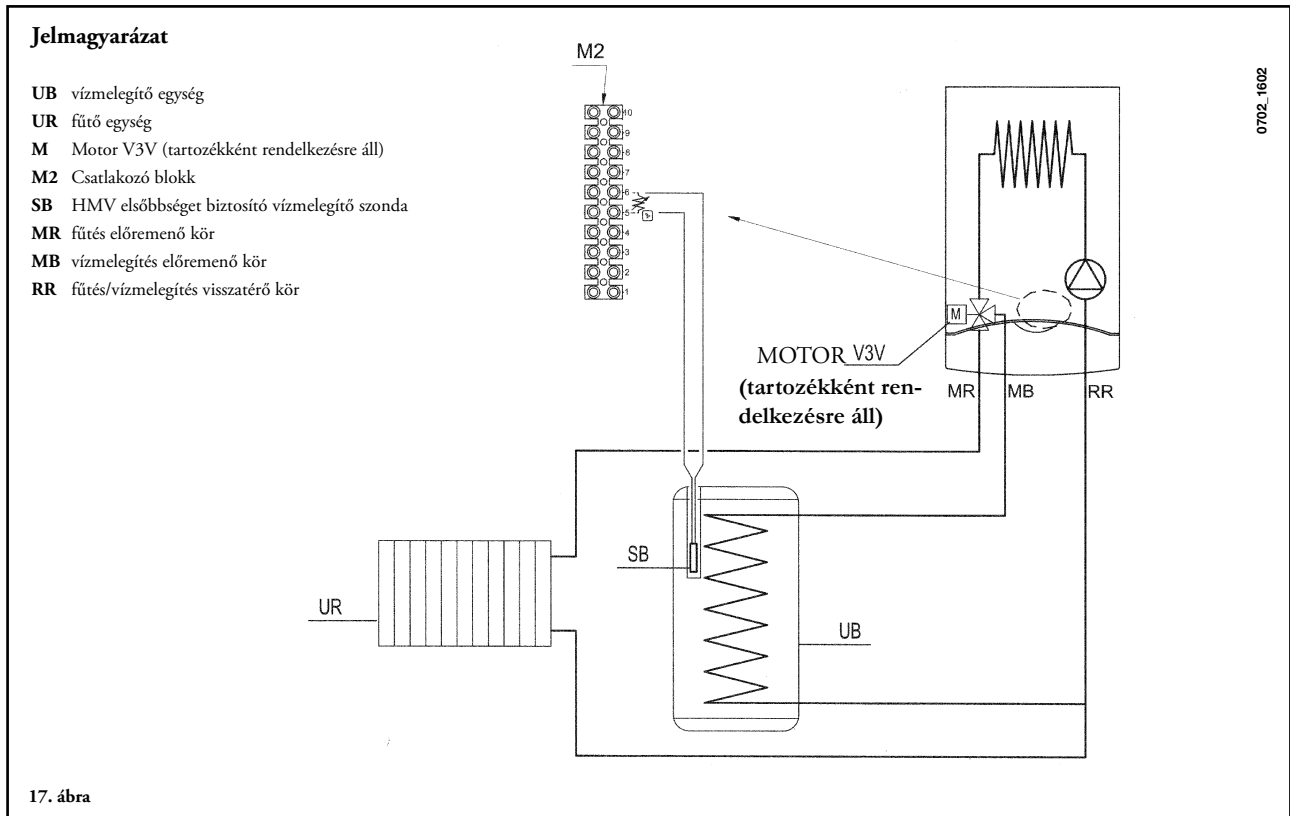 Jelmagyarázat
UB vízmelegítő egység
UR fűtő egység
M Motor V3V (tartozékként rendelkezésre áll)
M2 Csatlakozó blokk
SB HMV elsőbbséget biztosító vízmelegítő szonda
MR fűtés előremenő kör
MB vízmelegítés előremenő kör
RR fűtés/vízmelegítés visszatérő kör
M2
10
9
8
7
6
5
4
3
2
1
0702_1602
M
MOTOR V3V
(tartozékként ren-
delkezésre áll)
MR MB RR
SB
UR
UB
17. ábra